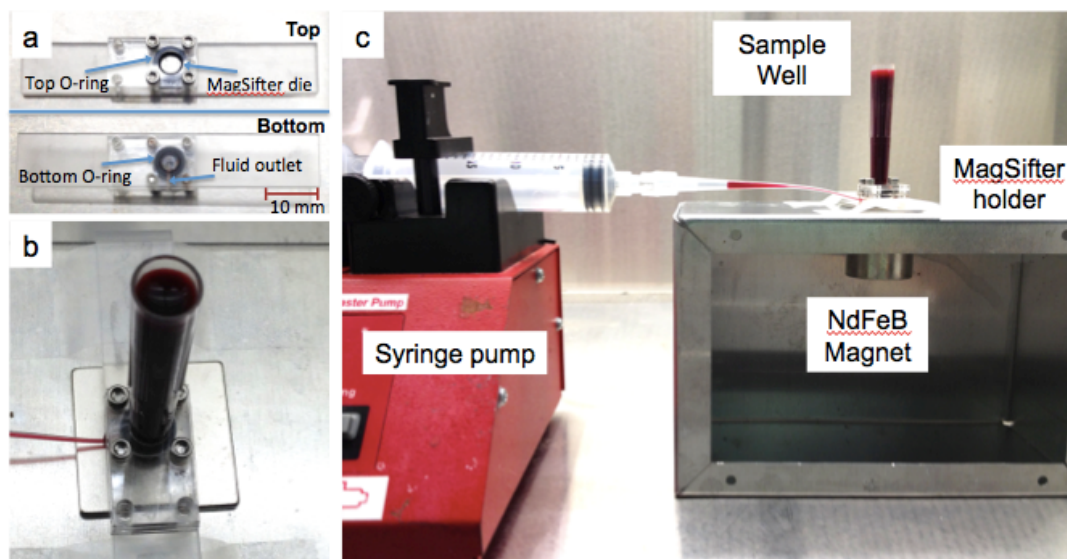 a
Top
Top O-ring
MagSifter die
Bottom
Bottom O-ring
Fluid outlet
10 mm
b
c
Sample
Well
MagSifter
holder
NdFeB
Magnet
Syringe pump
aster Pump